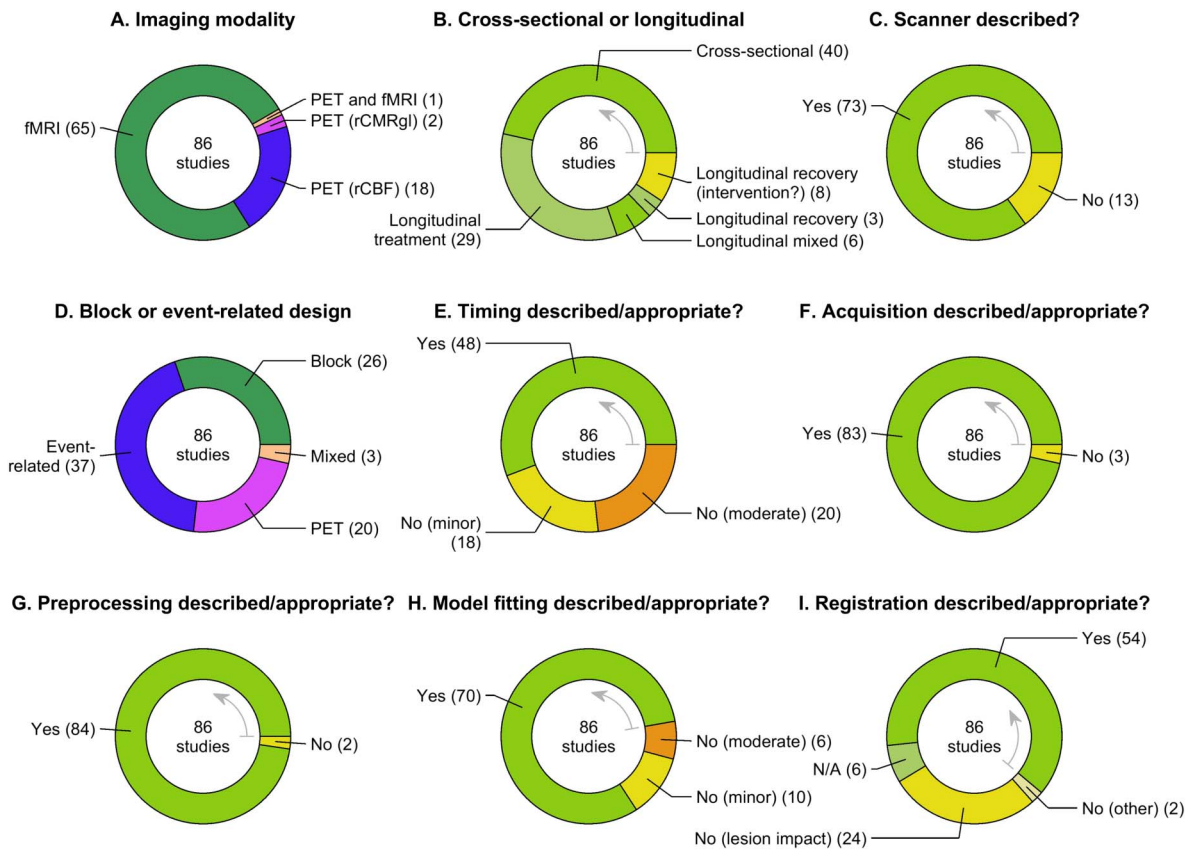 A. Imaging modality
fMRI (65)
PET and fMRI (1)
PET (rCMRgl) (2)
PET (rCBF) (18)
86
studies
B. Cross-sectional or longitudinal
Cross-sectional (40)
Longitudinal recovery
(intervention?) (8)
Longitudinal recovery (3)
Longitudinal mixed (6)
Longitudinal
treatment (29)
86
studies
C. Scanner described?
Yes (73)
No (13)
86
studies
D. Block or event-related design
Block (26)
Event-
related (37)
Mixed (3)
PET (20)
86
studies
E. Timing described/appropriate?
Yes (48)
No (minor)
(18)
No (moderate) (20)
86
studies
F. Acquisition described/appropriate?
Yes (83)
No (3)
86
studies
G. Preprocessing described/appropriate?
Yes (84)
No (2)
86
studies
H. Model fitting described/appropriate?
Yes (70)
No (moderate) (6)
No (minor) (10)
86
studies
I. Registration described/appropriate?
Yes (54)
N/A (6)
No (lesion impact) (24)
No (other) (2)
86
studies